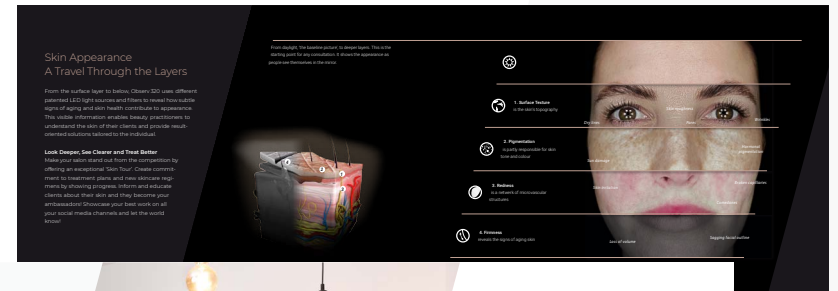 Skin Appearance
A Travel Through the Layers
From the surface layer to below, Observ 320 uses different
patented LED light sources and filters to reveal how subtle
signs of aging and skin health contribute to appearance.
This visible information enables beauty practitioners to
understand the skin of their clients and provide result-
oriented solutions tailored to the individual.
Look Deeper, See Clearer and Treat Better
Make your salon stand out from the competition by
offering an exceptional 'Skin Tour'. Create commit-
ment to treatment plans and new skincare regi-
mens by showing progress. Inform and educate
clients about their skin and they become your
ambassadors! Showcase your best work on all
your social media channels and let the world
know!
From daylight, 'the baseline picture', to deeper layers. This is the
starting point for any consultation. It shows the appearance as
people see themselves in the mirror.
1. Surface Texture
is the skin's topography
2. Pigmentation
is partly responsible for skin
tone and colour
3. Redness
is a network of microvascular
structures
4. Firmness
reveals the signs of aging skin
Skin roughness
Dry lines
Pores
Wrinkles
Sun damage
pigmentation
Broken capillaries
Loss of volume
Sagging facial outline